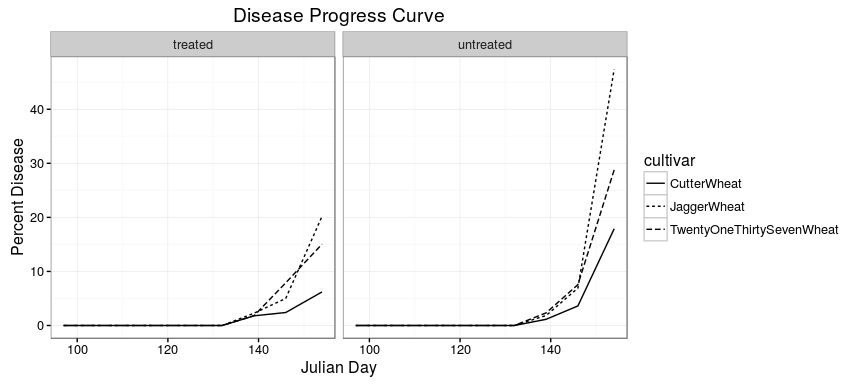 Disease Progress Curve
treated
untreated
40
30
20
10
0
Percent Disease
100
120
140
100
120
140
Julian Day
cultivar
CutterWheat
JaggerWheat
TwentyOneThirtySevenWheat